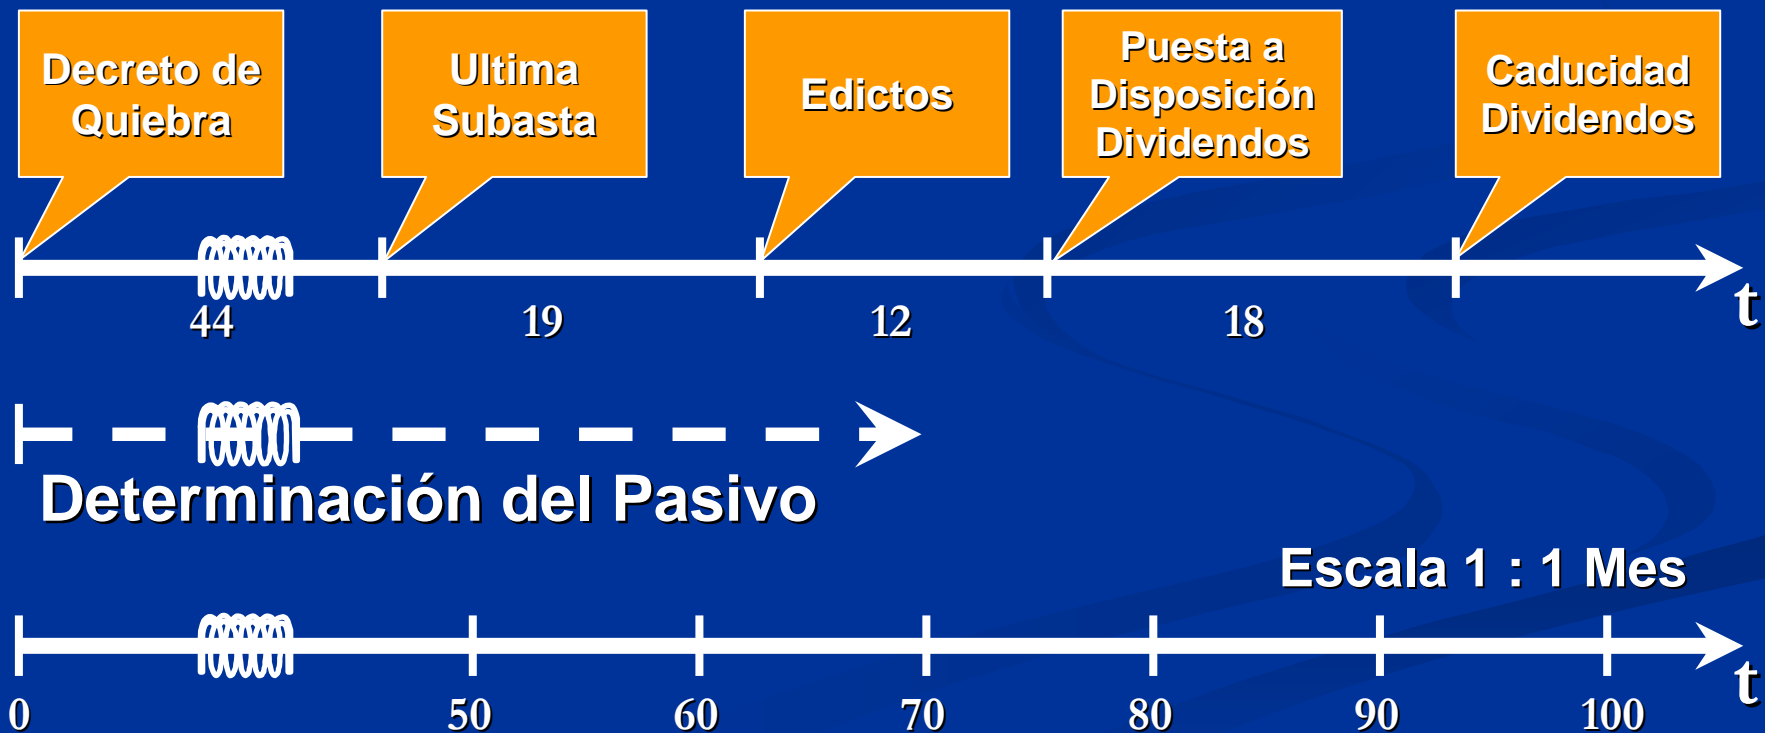 Decreto de
Quiebra
Ultima
Subasta
Edictos
Puesta a
Disposición
Dividendos
Caducidad
Dividendos
44 19 12 18 t
Determinación del Pasivo
Escala 1 : 1 Mes
0 50 60 70 80 90 100 t